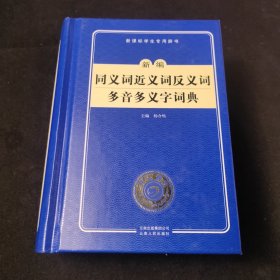 新课标学生专用辞书
新编
同义词近义词反义词
多音多义字词典
主编
云南出版集团公司
云南人民出版社